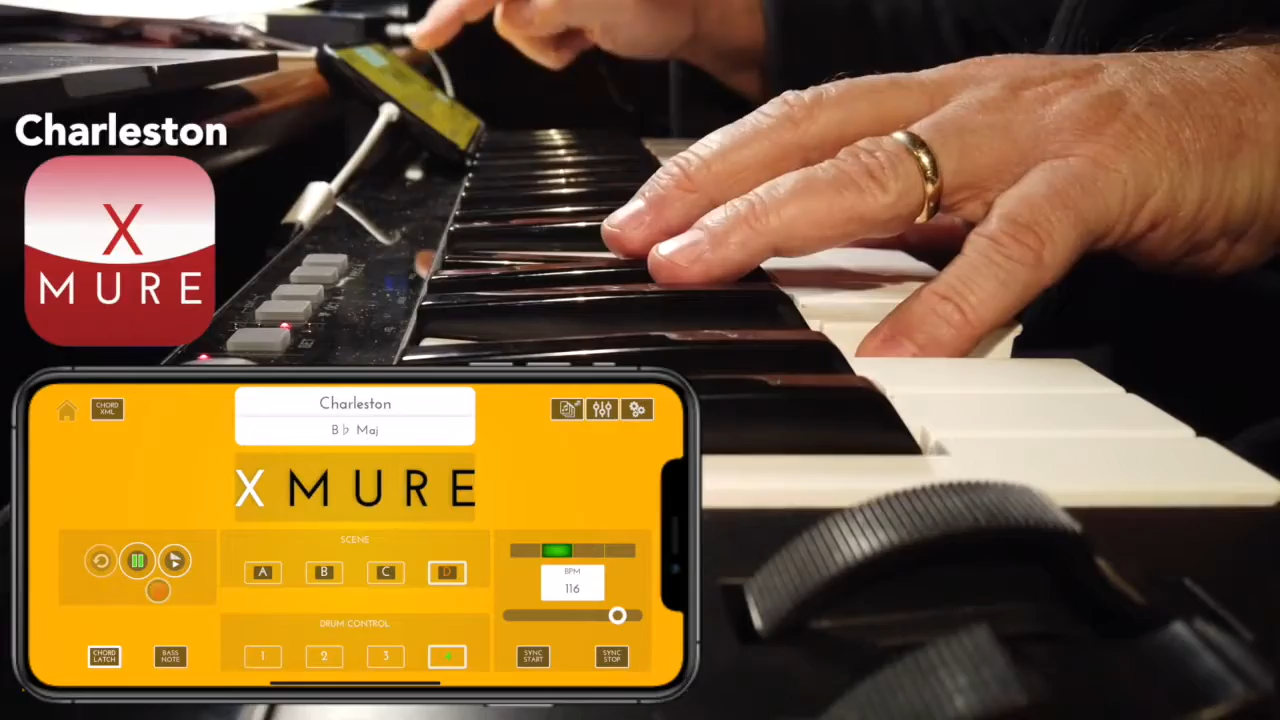 Charleston
X
MURE
CHORD
XML
Charleston
B♭ Maj
XMURE
SCENE
A B C D
BPM
116
DRUM CONTROL
1 2 3
CHORD
LATCH
BASS
NOTE
SYNC
START
SYNC
STOP